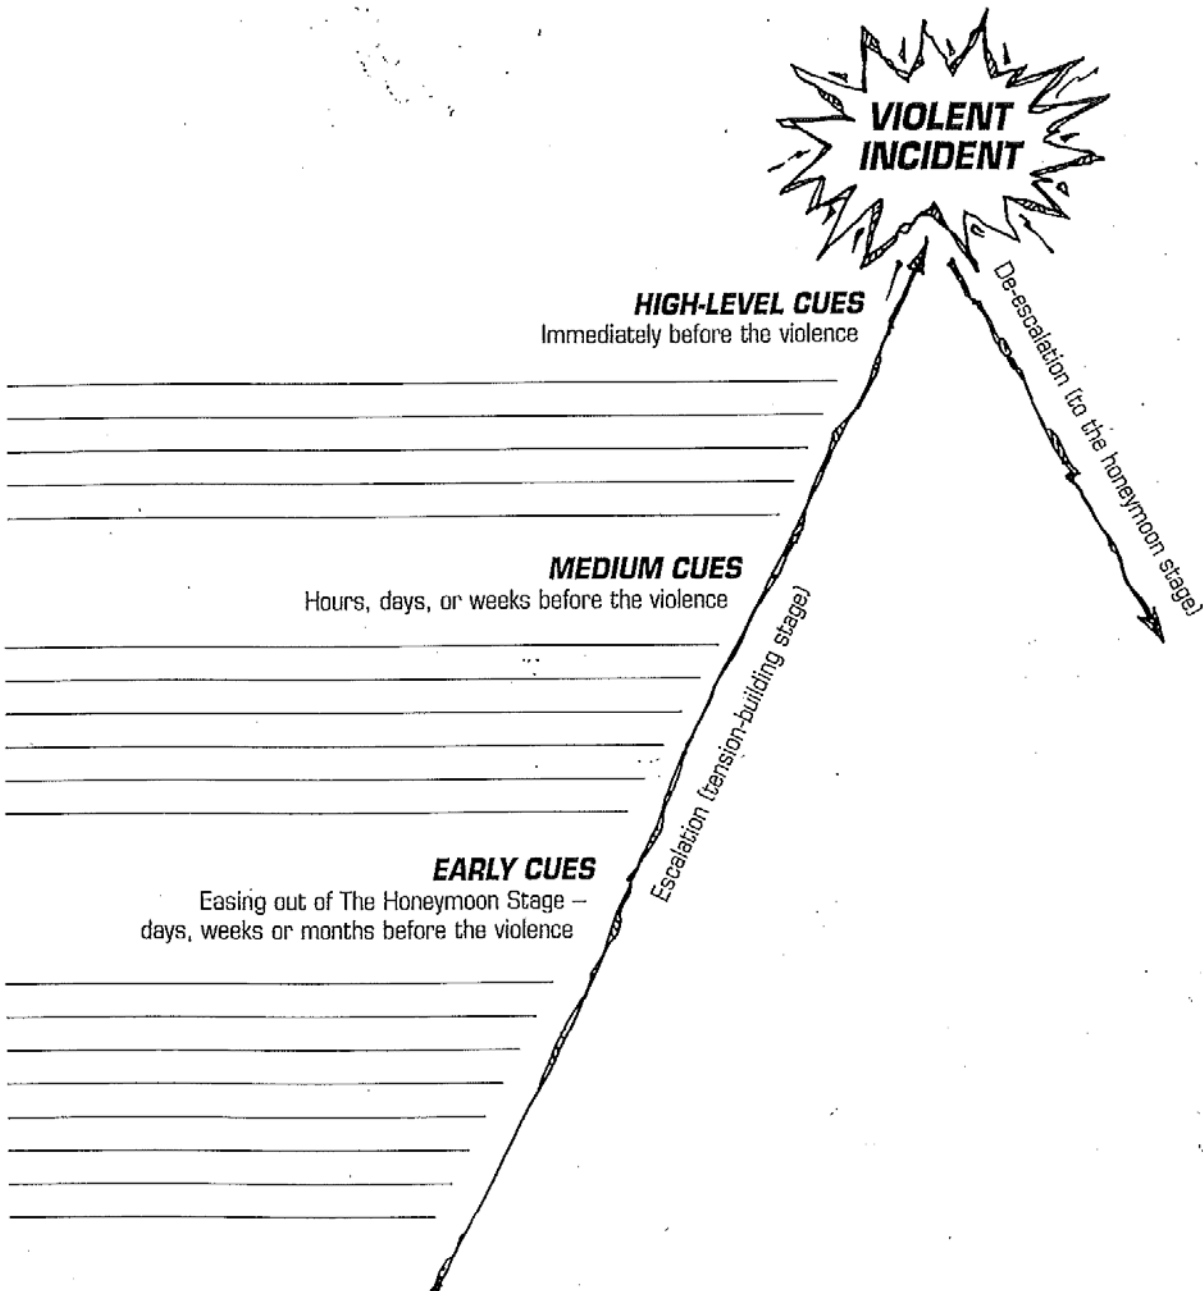 VIOLENT
INCIDENT
HIGH-LEVEL CUES
Immediately before the violence
De-escalation (to the honeymoon stage)
MEDIUM CUES
Hours, days, or weeks before the violence
Escalation (tension-building stage)
EARLY CUES
Easing out of The Honeymoon Stage –
days, weeks or months before the violence